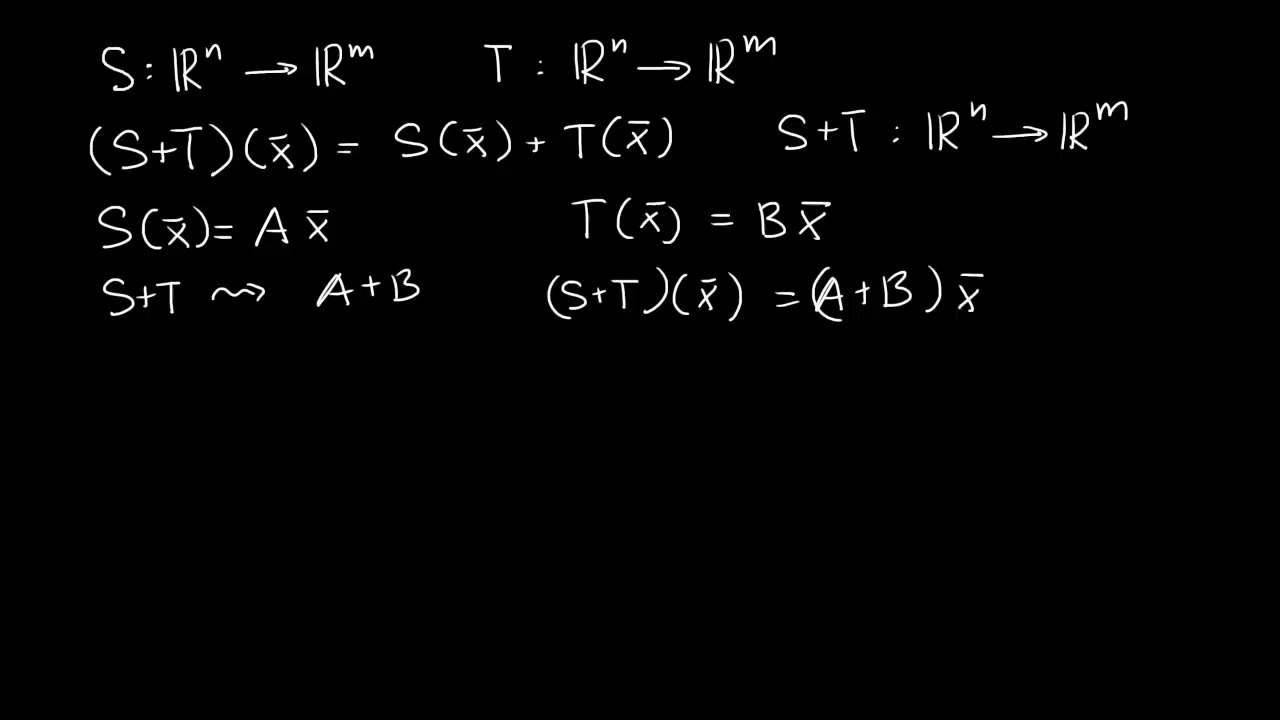 S : ℝⁿ → ℝᵐ T : ℝⁿ → ℝᵐ
(S+T)(x̄) = S(x̄) + T(x̄) S+T : ℝⁿ → ℝᵐ
S(x̄) = A x̄ T(x̄) = B x̄
S+T ⇝ A+B (S+T)(x̄) = (A+B) x̄